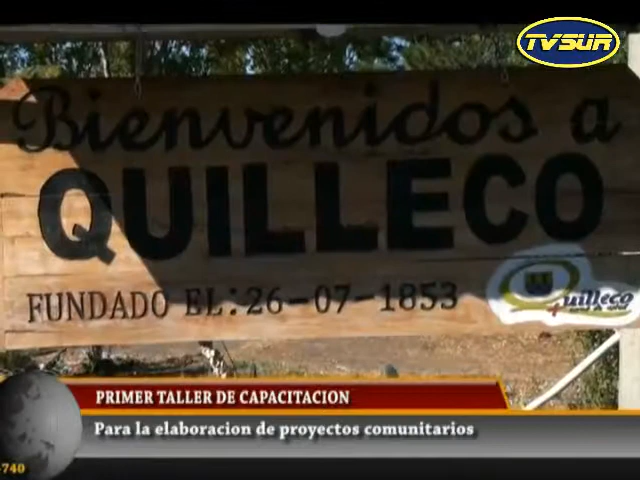 TVSUR
Bienvenidos a
QUILLECO
FUNDADO EL: 26-07-1853
Quilleco
PRIMER TALLER DE CAPACITACION
Para la elaboracion de proyectos comunitarios
-740